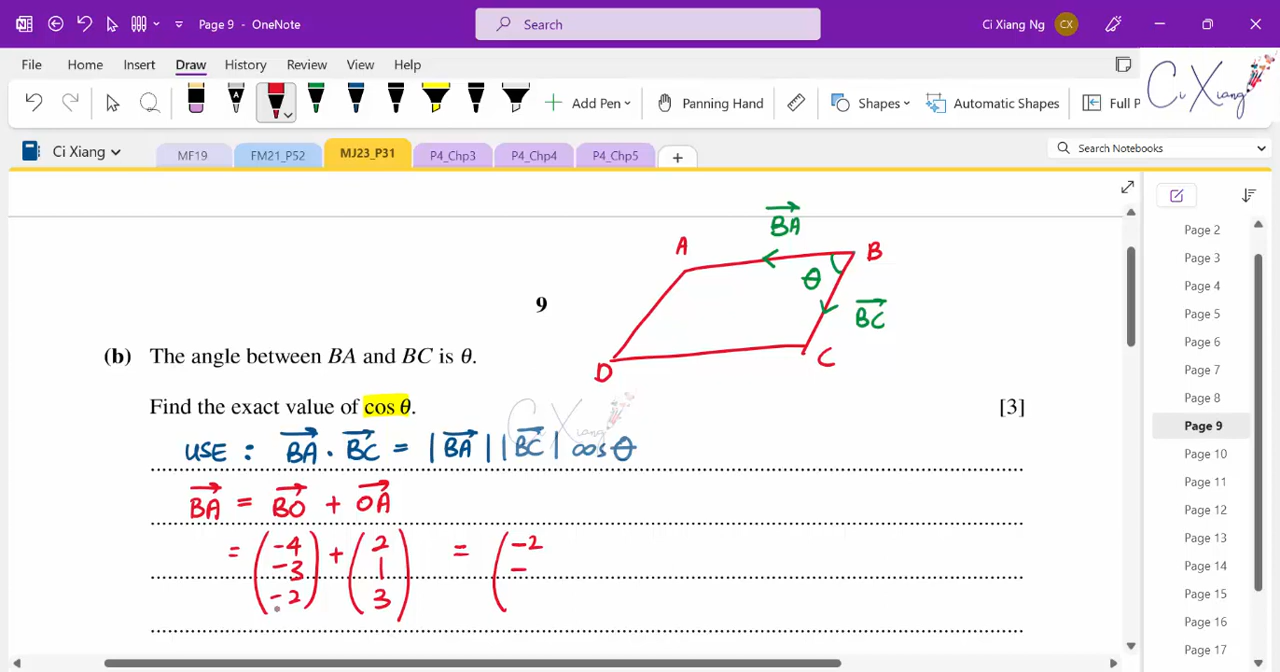 Page 9 - OneNote
Search
Ci Xiang Ng
CX
File Home Insert Draw History Review View Help
Add Pen
Panning Hand
Shapes
Automatic Shapes
Full P
Ci Xiang
Ci Xiang
MF19
FM21_P52
MJ23_P31
P4_Chp3
P4_Chp4
P4_Chp5
Search Notebooks
BA
A
B
θ
BC
D
C
9
(b) The angle between BA and BC is θ.
Find the exact value of cos θ. [3]
Ci Xiang
USE : BA · BC = |BA| |BC| cos θ
BA = BO + OA
= (-4 -3 -2) + (2 1 3) = (-2 -
Page 2
Page 3
Page 4
Page 5
Page 6
Page 7
Page 8
Page 9
Page 10
Page 11
Page 12
Page 13
Page 14
Page 15
Page 16
Page 17